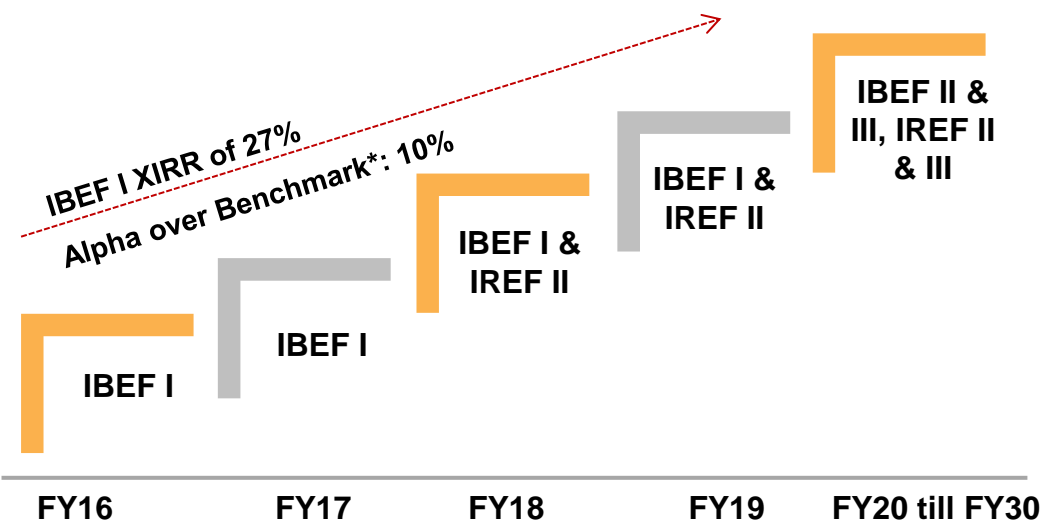 IBEF I XIRR of 27%
Alpha over Benchmark*: 10%
IBEF I
IBEF I
IBEF I &
IREF II
IBEF I &
IREF II
IBEF II &
III, IREF II
& III
FY16
FY17
FY18
FY19
FY20 till FY30